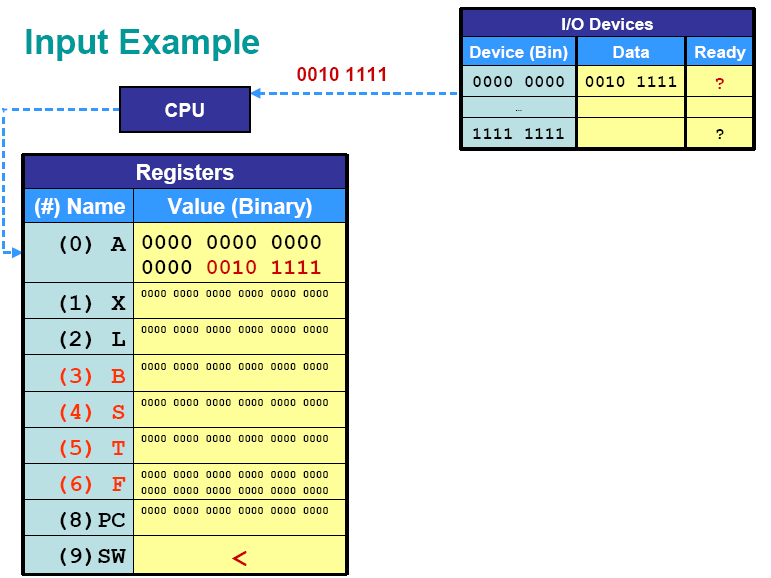 Input Example
0010 1111
CPU
I/O Devices
Device (Bin) Data Ready
0000 0000 0010 1111 ?
...
1111 1111 ?
Registers
(#) Name Value (Binary)
(0) A 0000 0000 0000
0000 0010 1111
(1) X 0000 0000 0000 0000 0000 0000
(2) L 0000 0000 0000 0000 0000 0000
(3) B 0000 0000 0000 0000 0000 0000
(4) S 0000 0000 0000 0000 0000 0000
(5) T 0000 0000 0000 0000 0000 0000
(6) F 0000 0000 0000 0000 0000 0000
0000 0000 0000 0000 0000 0000
(8) PC 0000 0000 0000 0000 0000 0000
(9) SW <